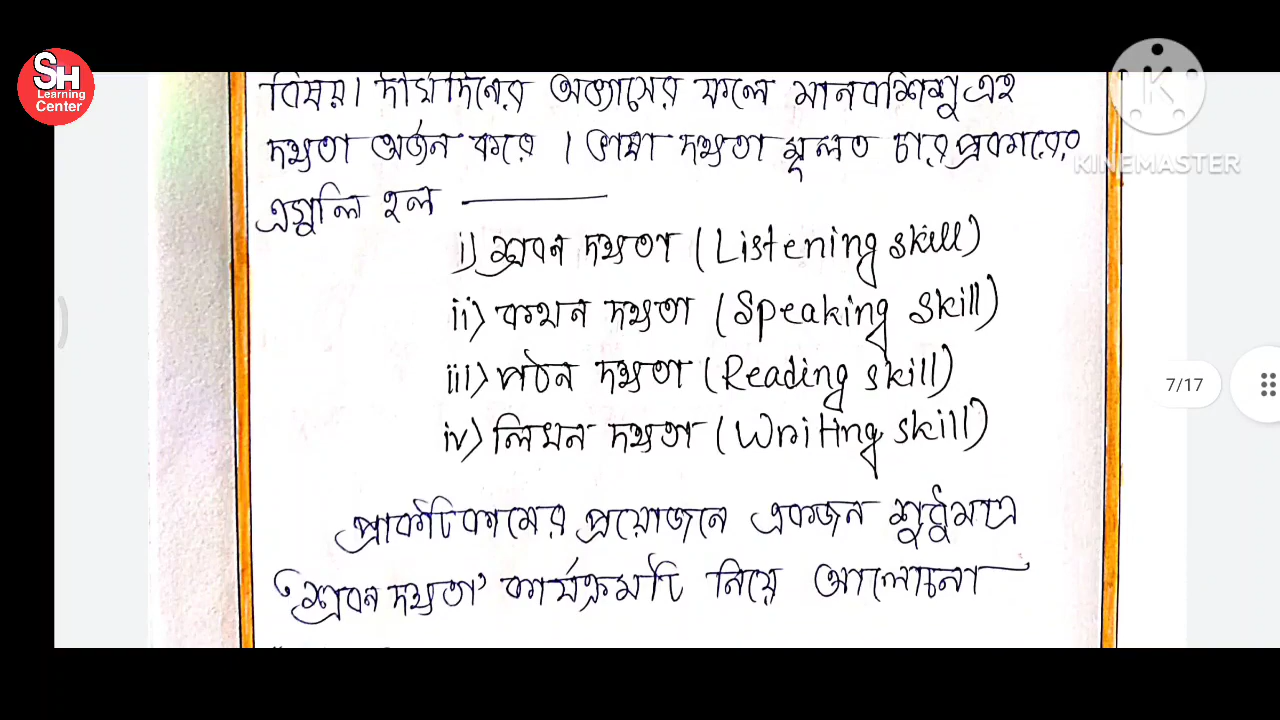 SH
Learning
Center
KINEMASTER
বিষয়। দীর্ঘদিনের অভ্যাসের ফলে মানবশিশু এই
দক্ষতা অর্জন করে । ভাষা দক্ষতা মূলত চার প্রকারের,
এগুলি হল —
i) শ্রবন দক্ষতা (Listening skill)
ii) কথন দক্ষতা (Speaking skill)
iii) পঠন দক্ষতা (Reading skill)
7/17
iv) লিখন দক্ষতা (Writing skill)
প্রাকটিকামের প্রয়োজনে একজন শুধুমাত্র
'শ্রবন দক্ষতা' কার্যক্রমটি নিয়ে আলোচনা